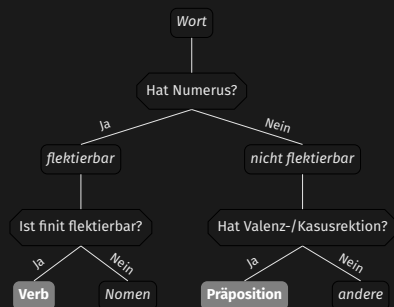 Wort
Hat Numerus?
Ja
Nein
flektierbar
nicht flektierbar
Ist finit flektierbar?
Hat Valenz-/Kasusrektion?
Ja
Nein
Ja
Nein
Verb
Nomen
Präposition
andere